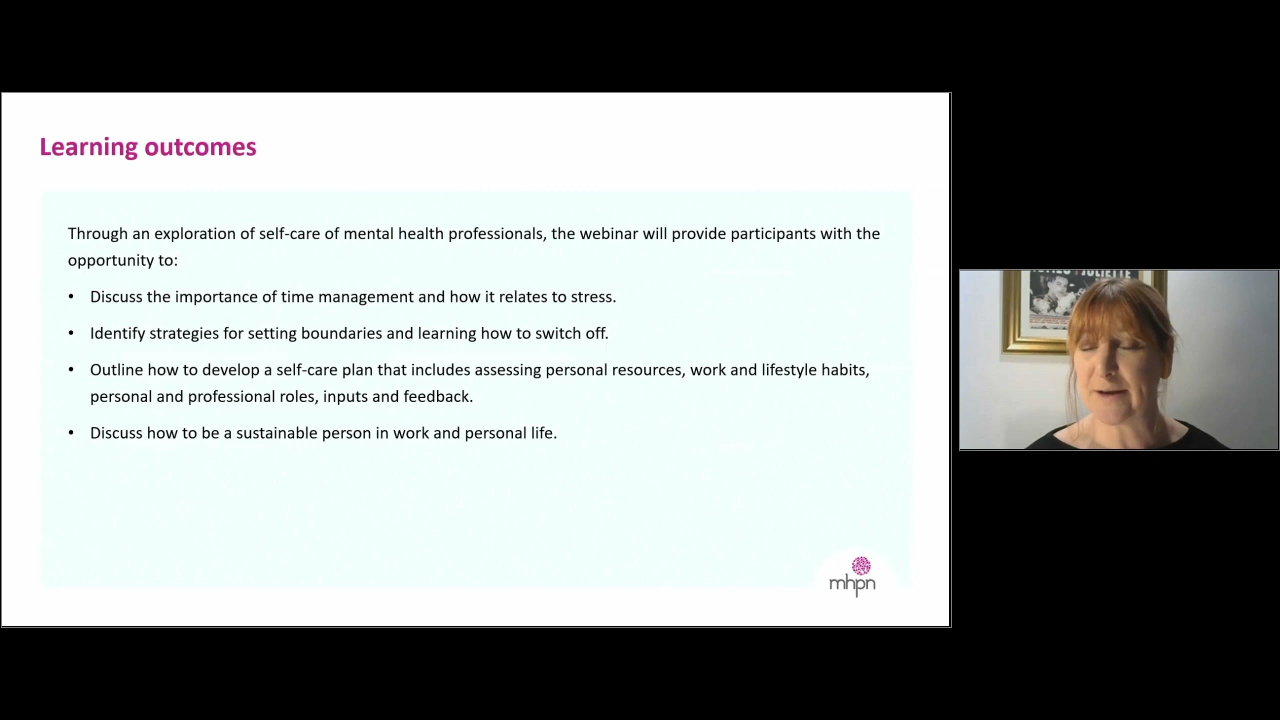 Learning outcomes
Through an exploration of self-care of mental health professionals, the webinar will provide participants with the
opportunity to:
• Discuss the importance of time management and how it relates to stress.
• Identify strategies for setting boundaries and learning how to switch off.
• Outline how to develop a self-care plan that includes assessing personal resources, work and lifestyle habits,
personal and professional roles, inputs and feedback.
• Discuss how to be a sustainable person in work and personal life.
mhpn
JULIETTE